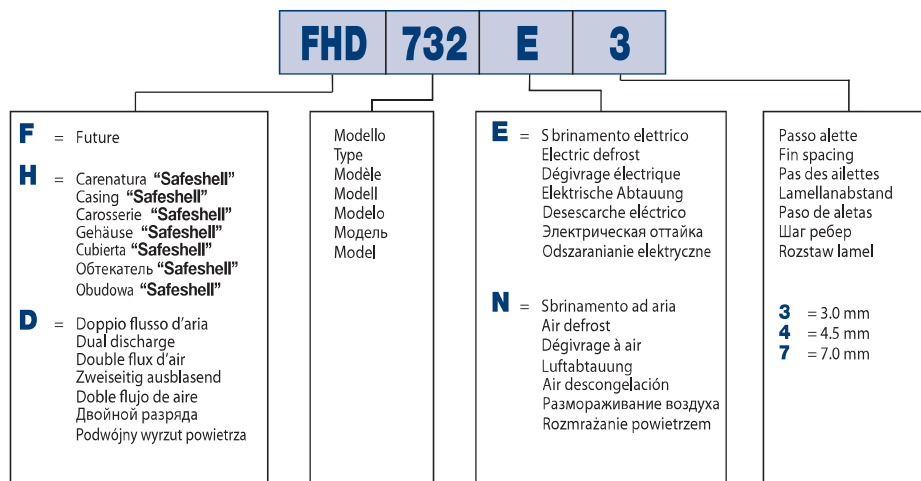 FHD 732 E 3
F = Future
H = Carenatura "Safeshell"
Casing "Safeshell"
Carosserie "Safeshell"
Gehäuse "Safeshell"
Cubierta "Safeshell"
Обтекатель "Safeshell"
Obudowa "Safeshell"
D = Doppio flusso d'aria
Dual discharge
Double flux d'air
Zweiseitig ausblasend
Doble flujo de aire
Двойной разряда
Podwójny wyrzut powietrza
Modello
Type
Modèle
Modell
Modelo
Модель
Model
E = S brinamento elettrico
Electric defrost
Dégivrage électrique
Elektrische Abtauung
Desescarche eléctrico
Электрическая оттайка
Odszaranianie elektryczne
N = Sbrinamento ad aria
Air defrost
Dégivrage à air
Luftabtauung
Air descongelación
Размораживание воздуха
Rozmrażanie powietrzem
Passo alette
Fin spacing
Pas des ailettes
Lamellanabstand
Paso de aletas
Шаг ребер
Rozstaw lamel
3 = 3.0 mm
4 = 4.5 mm
7 = 7.0 mm